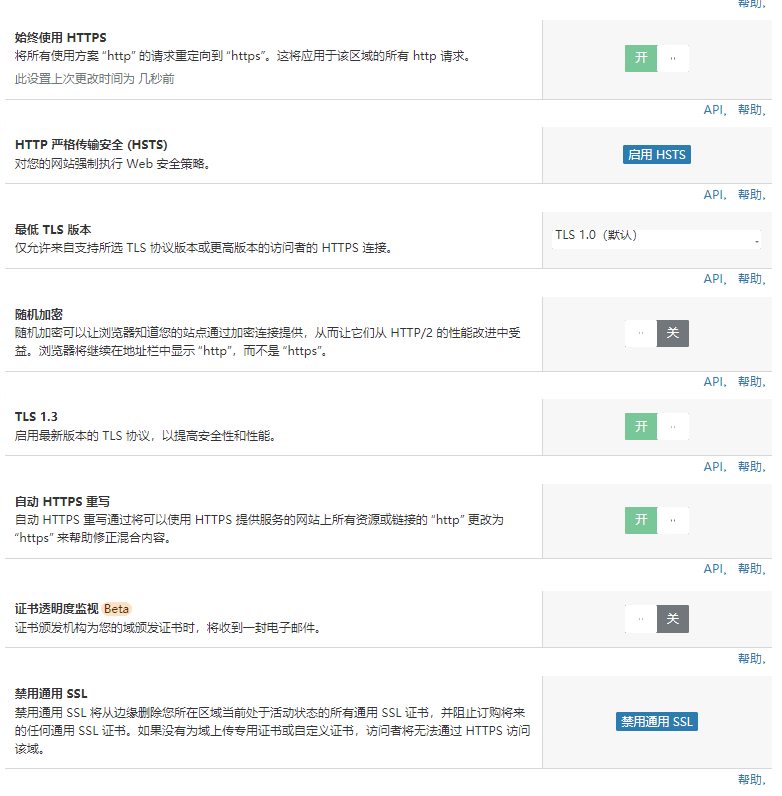 帮助,
始终使用 HTTPS
将所有使用方案 “http” 的请求重定向到 “https”。这将应用于该区域的所有 http 请求。
此设置上次更改时间为 几秒前
开
API, 帮助,
HTTP 严格传输安全 (HSTS)
对您的网站强制执行 Web 安全策略。
启用 HSTS
API, 帮助,
最低 TLS 版本
仅允许来自支持所选 TLS 协议版本或更高版本的访问者的 HTTPS 连接。
TLS 1.0（默认）
API, 帮助,
随机加密
随机加密可以让浏览器知道您的站点通过加密连接提供，从而让它们从 HTTP/2 的性能改进中受
益。浏览器将继续在地址栏中显示 “http”，而不是 “https”。
关
API, 帮助,
TLS 1.3
启用最新版本的 TLS 协议，以提高安全性和性能。
开
API, 帮助,
自动 HTTPS 重写
自动 HTTPS 重写通过将可以使用 HTTPS 提供服务的网站上所有资源或链接的 “http” 更改为
“https” 来帮助修正混合内容。
开
API, 帮助,
证书透明度监视 Beta
证书颁发机构为您的域颁发证书时，将收到一封电子邮件。
关
帮助,
禁用通用 SSL
禁用通用 SSL 将从边缘删除您所在区域当前处于活动状态的所有通用 SSL 证书，并阻止订购将来
的任何通用 SSL 证书。如果没有为域上传专用证书或自定义证书，访问者将无法通过 HTTPS 访问
该域。
禁用通用 SSL
帮助,